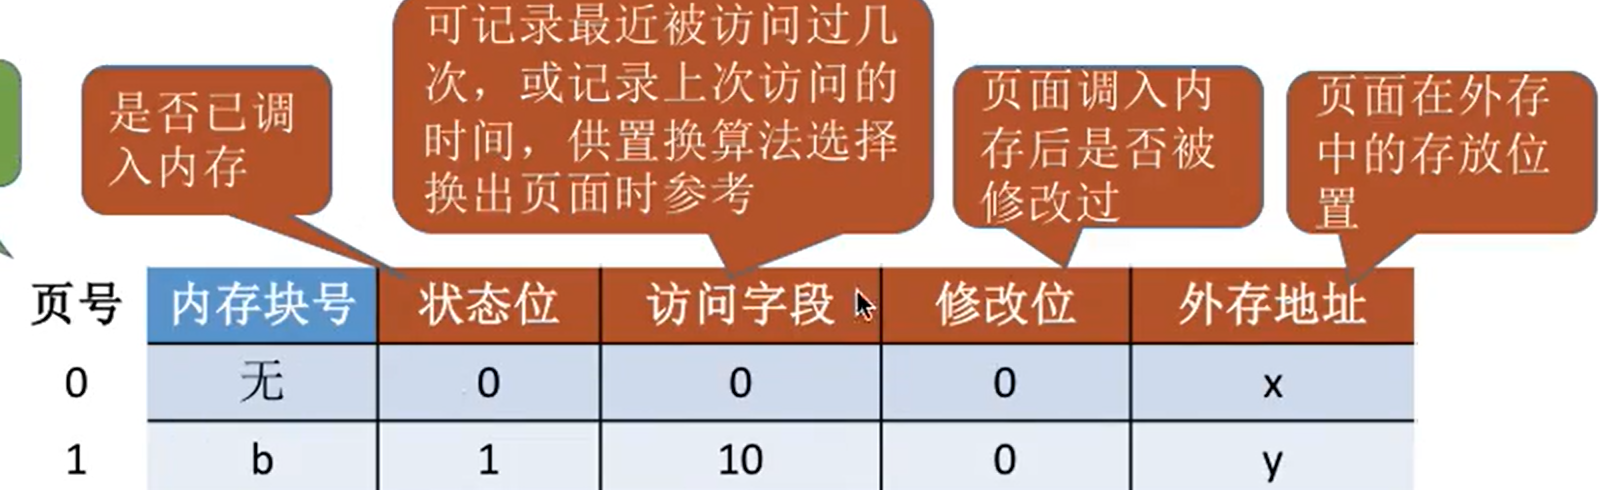 可记录最近被访问过几
次，或记录上次访问的
时间，供置换算法选择
换出页面时参考
是否已调
入内存
页面调入内
存后是否被
修改过
页面在外存
中的存放位
置
页号 内存块号 状态位 访问字段 修改位 外存地址
0 无 0 0 0 x
1 b 1 10 0 y